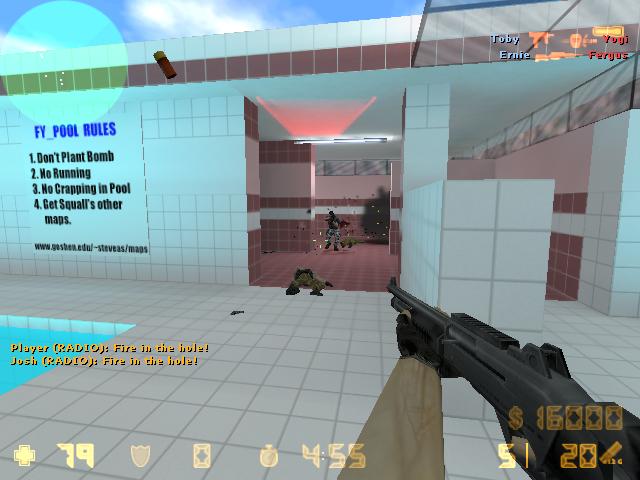 Toby Yogi
Ernie Fergus
FY_POOL RULES
1. Don't Plant Bomb
2. No Running
3. No Crapping in Pool
4. Get Squall's other
maps.
www.goshen.edu/~steveas/maps
Player (RADIO): Fire in the hole!
Josh (RADIO): Fire in the hole!
$ 16000
79 0 4:55 5 | 20